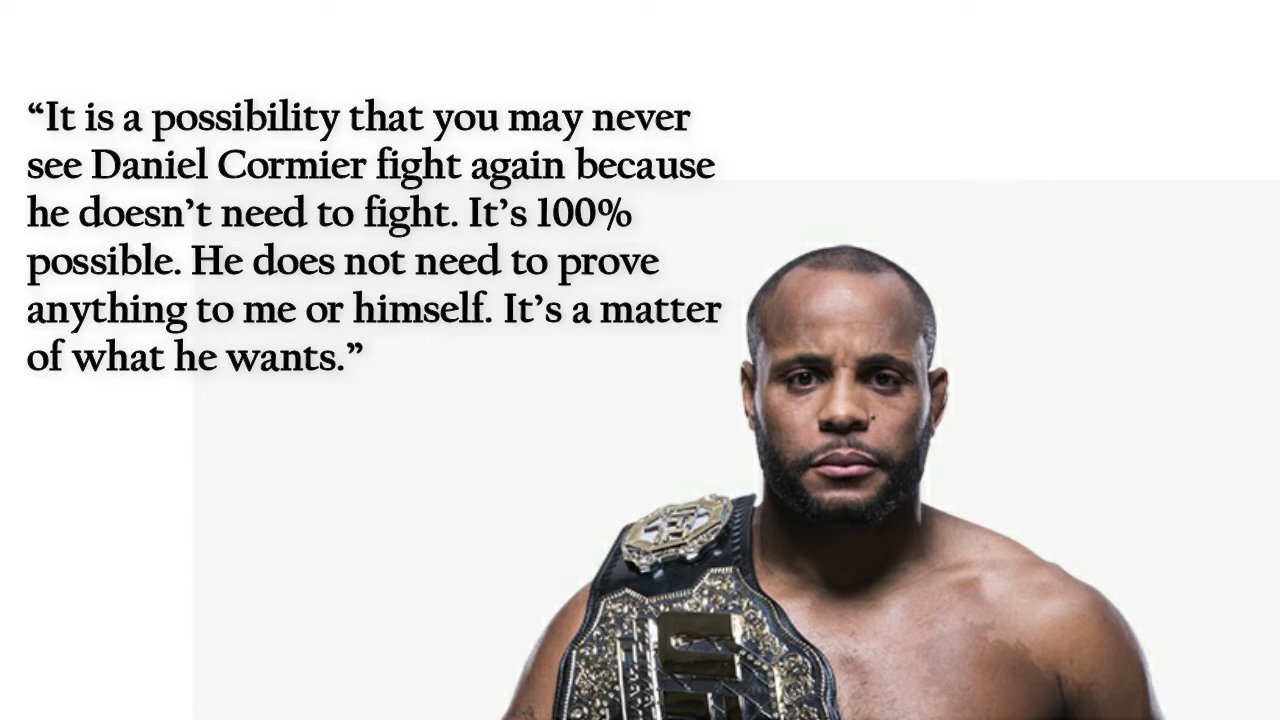 “It is a possibility that you may never
see Daniel Cormier fight again because
he doesn’t need to fight. It’s 100%
possible. He does not need to prove
anything to me or himself. It’s a matter
of what he wants.”